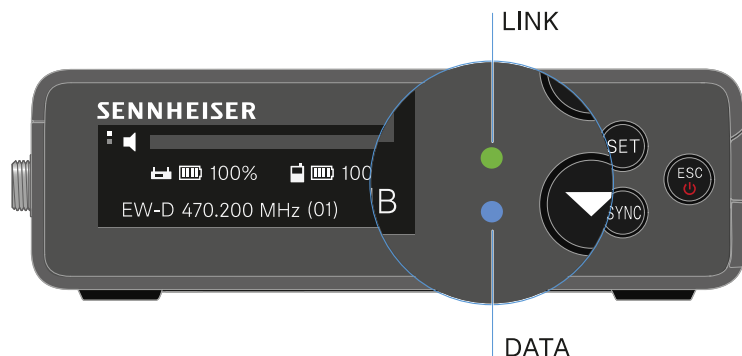 LINK
SENNHEISER
100% 100
EW-D 470.200 MHz (01) B
SET
ESC
SYNC
DATA